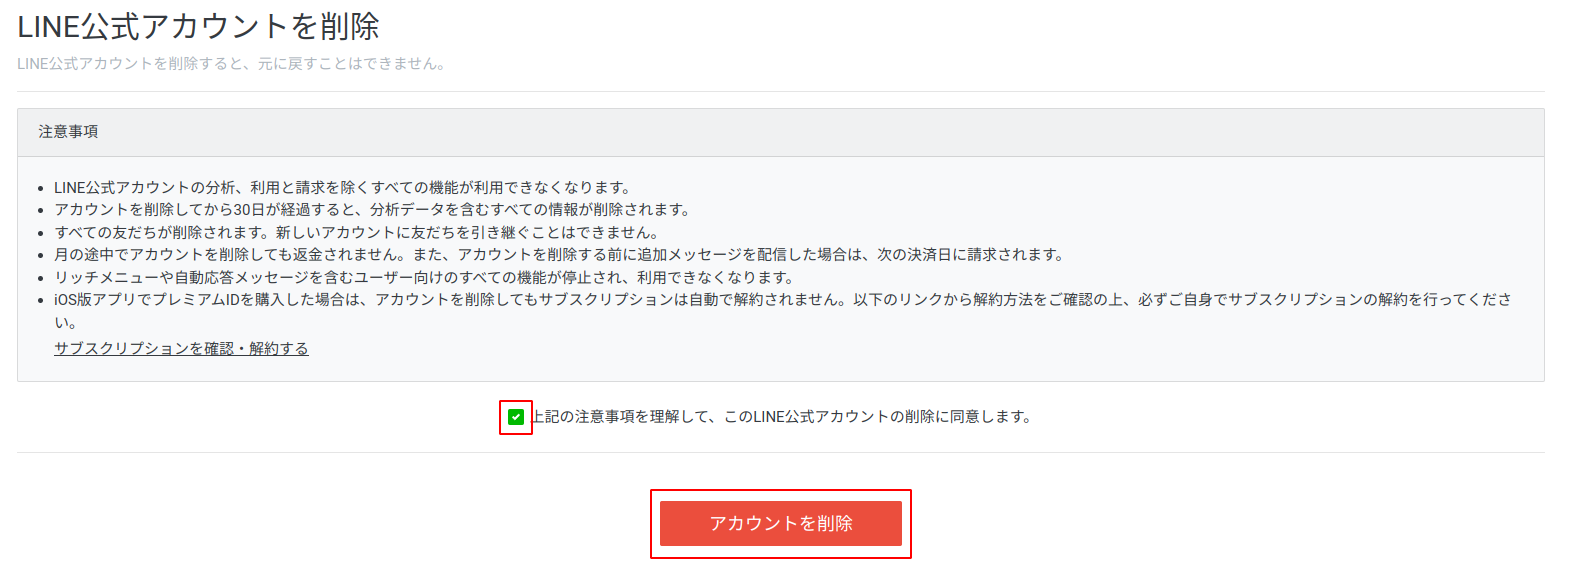 LINE公式アカウントを削除
LINE公式アカウントを削除すると、元に戻すことはできません。
注意事項
LINE公式アカウントの分析、利用と請求を除くすべての機能が利用できなくなります。
アカウントを削除してから30日が経過すると、分析データを含むすべての情報が削除されます。
すべての友だちが削除されます。新しいアカウントに友だちを引き継ぐことはできません。
月の途中でアカウントを削除しても返金されません。また、アカウントを削除する前に追加メッセージを配信した場合は、次の決済日に請求されます。
リッチメニューや自動応答メッセージを含むユーザー向けのすべての機能が停止され、利用できなくなります。
iOS版アプリでプレミアムIDを購入した場合は、アカウントを削除してもサブスクリプションは自動で解約されません。以下のリンクから解約方法をご確認の上、必ずご自身でサブスクリプションの解約を行ってくださ
い。
サブスクリプションを確認・解約する
上記の注意事項を理解して、このLINE公式アカウントの削除に同意します。
アカウントを削除